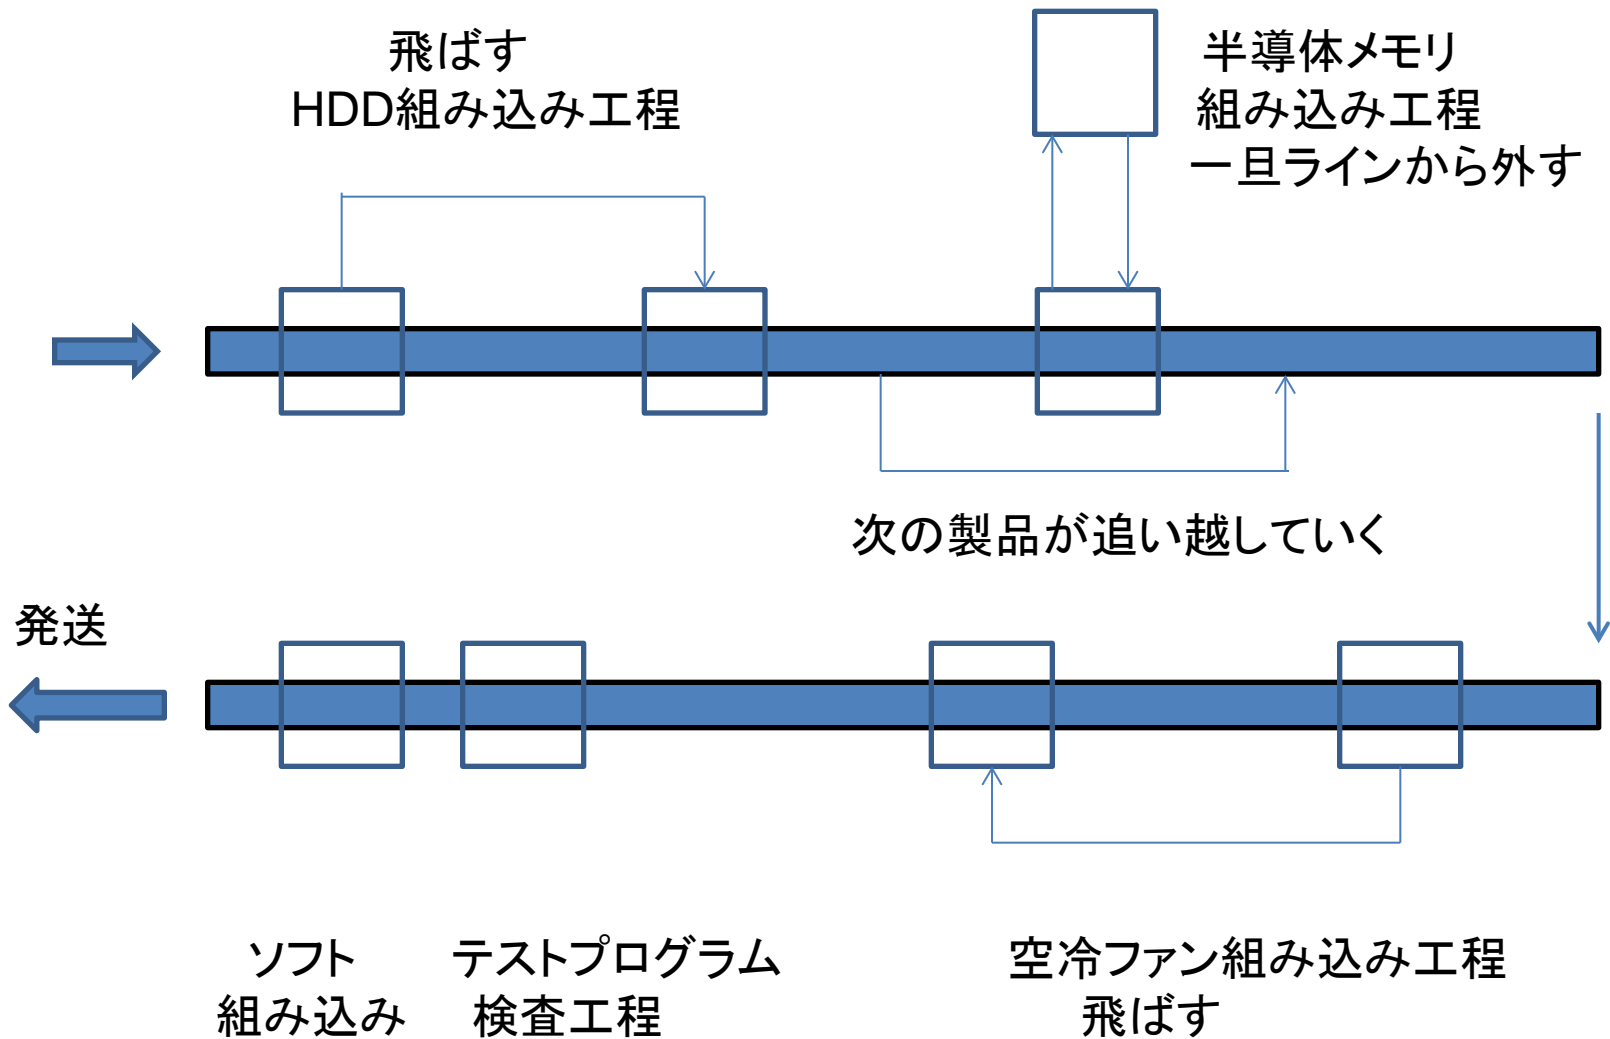 飛ばす
HDD組み込み工程
半導体メモリ
組み込み工程
一旦ラインから外す
次の製品が追い越していく
発送
ソフト
組み込み
テストプログラム
検査工程
空冷ファン組み込み工程
飛ばす